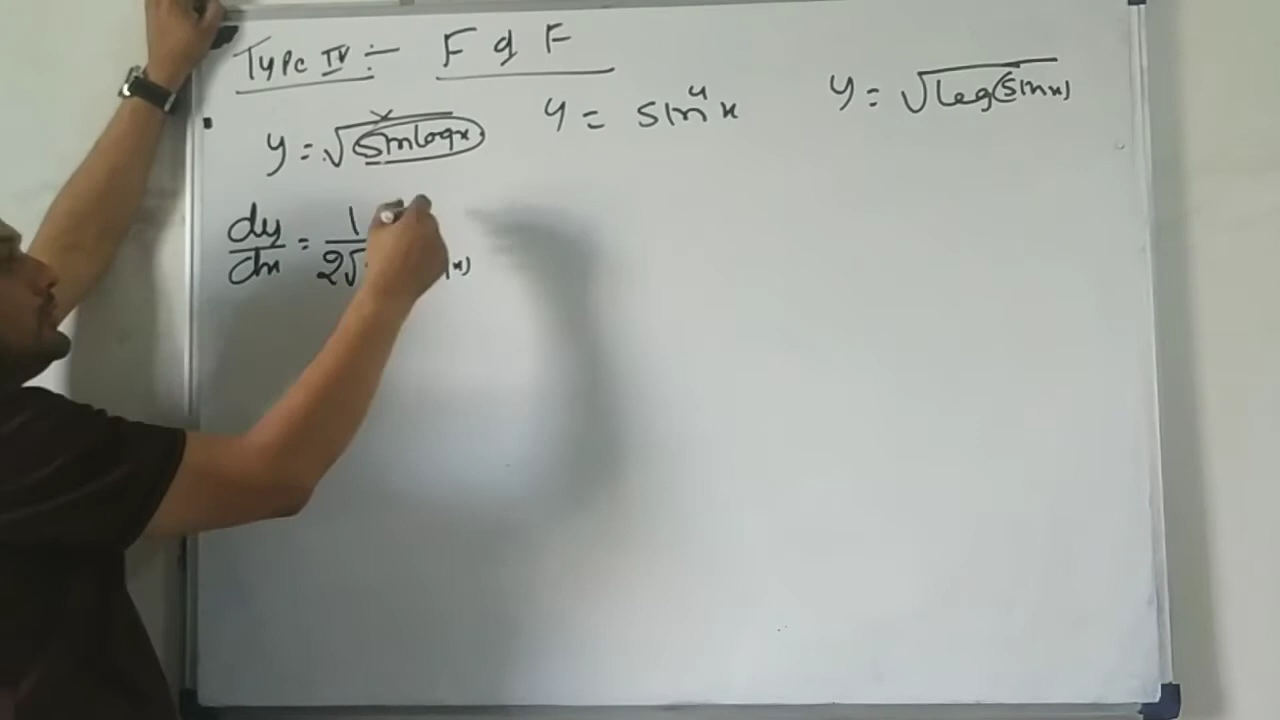 Type IV :- F of F
y = √sinlogx
y = sin⁴x
y = √log(sinx)
dy/dx = 1/2√
x)